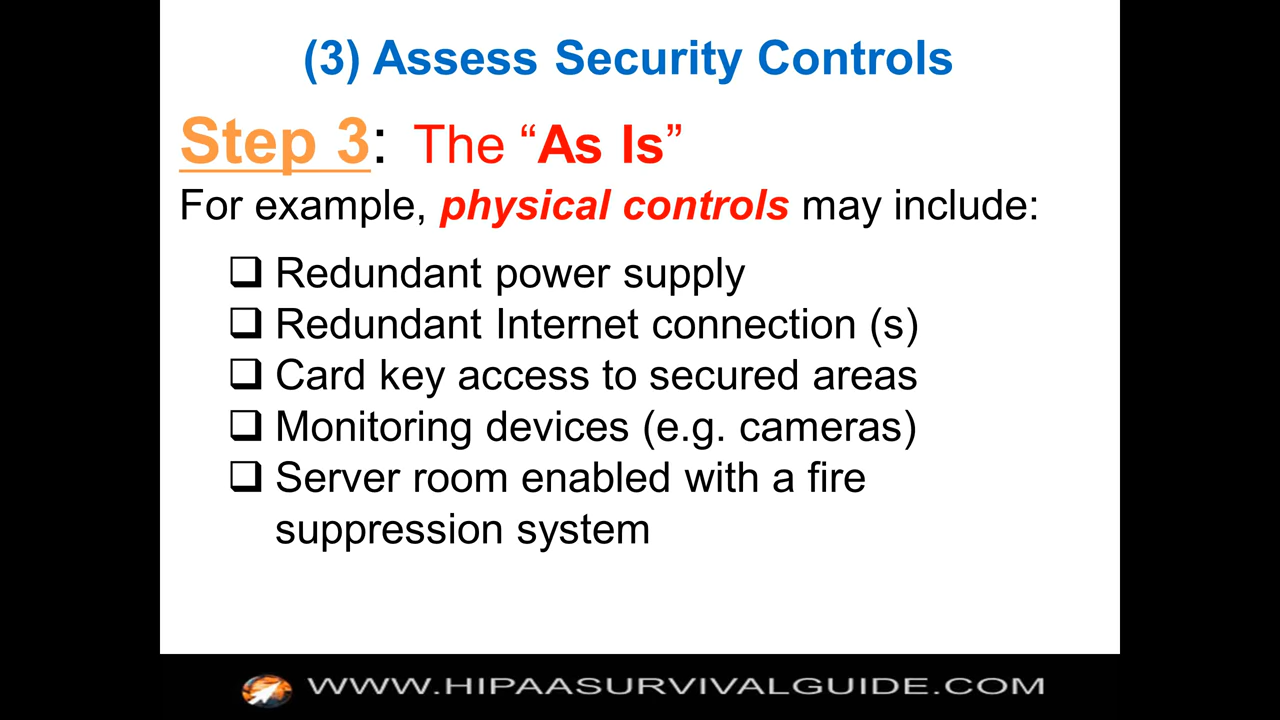 (3) Assess Security Controls
Step 3: The “As Is”
For example, physical controls may include:
❑ Redundant power supply
❑ Redundant Internet connection (s)
❑ Card key access to secured areas
❑ Monitoring devices (e.g. cameras)
❑ Server room enabled with a fire
suppression system
WWW.HIPAASURVIVALGUIDE.COM